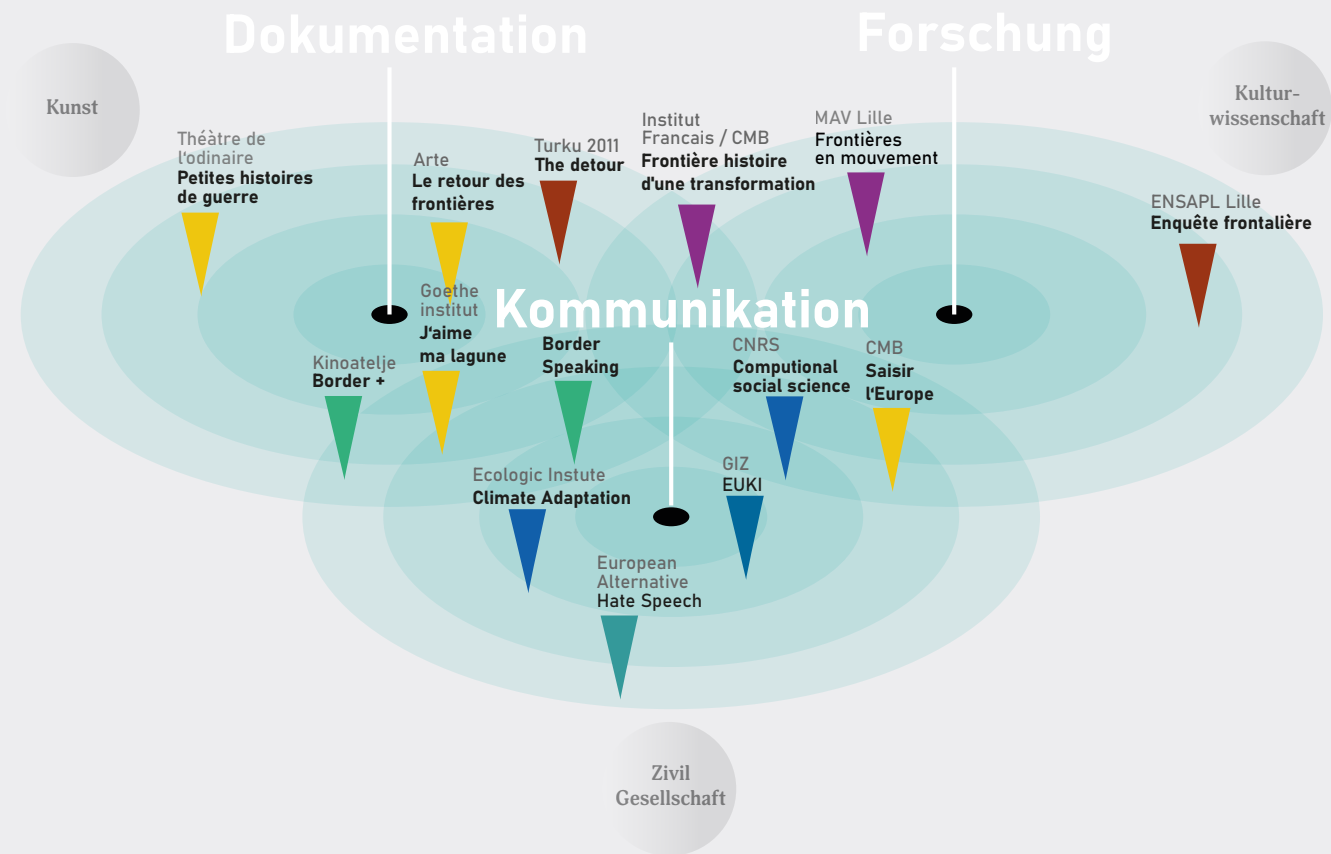 Dokumentation
Forschung
Kunst
Kultur-
wissenschaft
Théàtre de
l'odinaire
Petites histoires
de guerre
Arte
Le retour des
frontières
Turku 2011
The detour
Institut
Francais / CMB
Frontière histoire
d'une transformation
MAV Lille
Frontières
en mouvement
ENSAPL Lille
Enquête frontalière
Kommunikation
Goethe
institut
J'aime
ma lagune
Kinoatelje
Border +
Border
Speaking
CNRS
Computional
social science
CMB
Saisir
l'Europe
Ecologic Instute
Climate Adaptation
GIZ
EUKI
European
Alternative
Hate Speech
Zivil
Gesellschaft